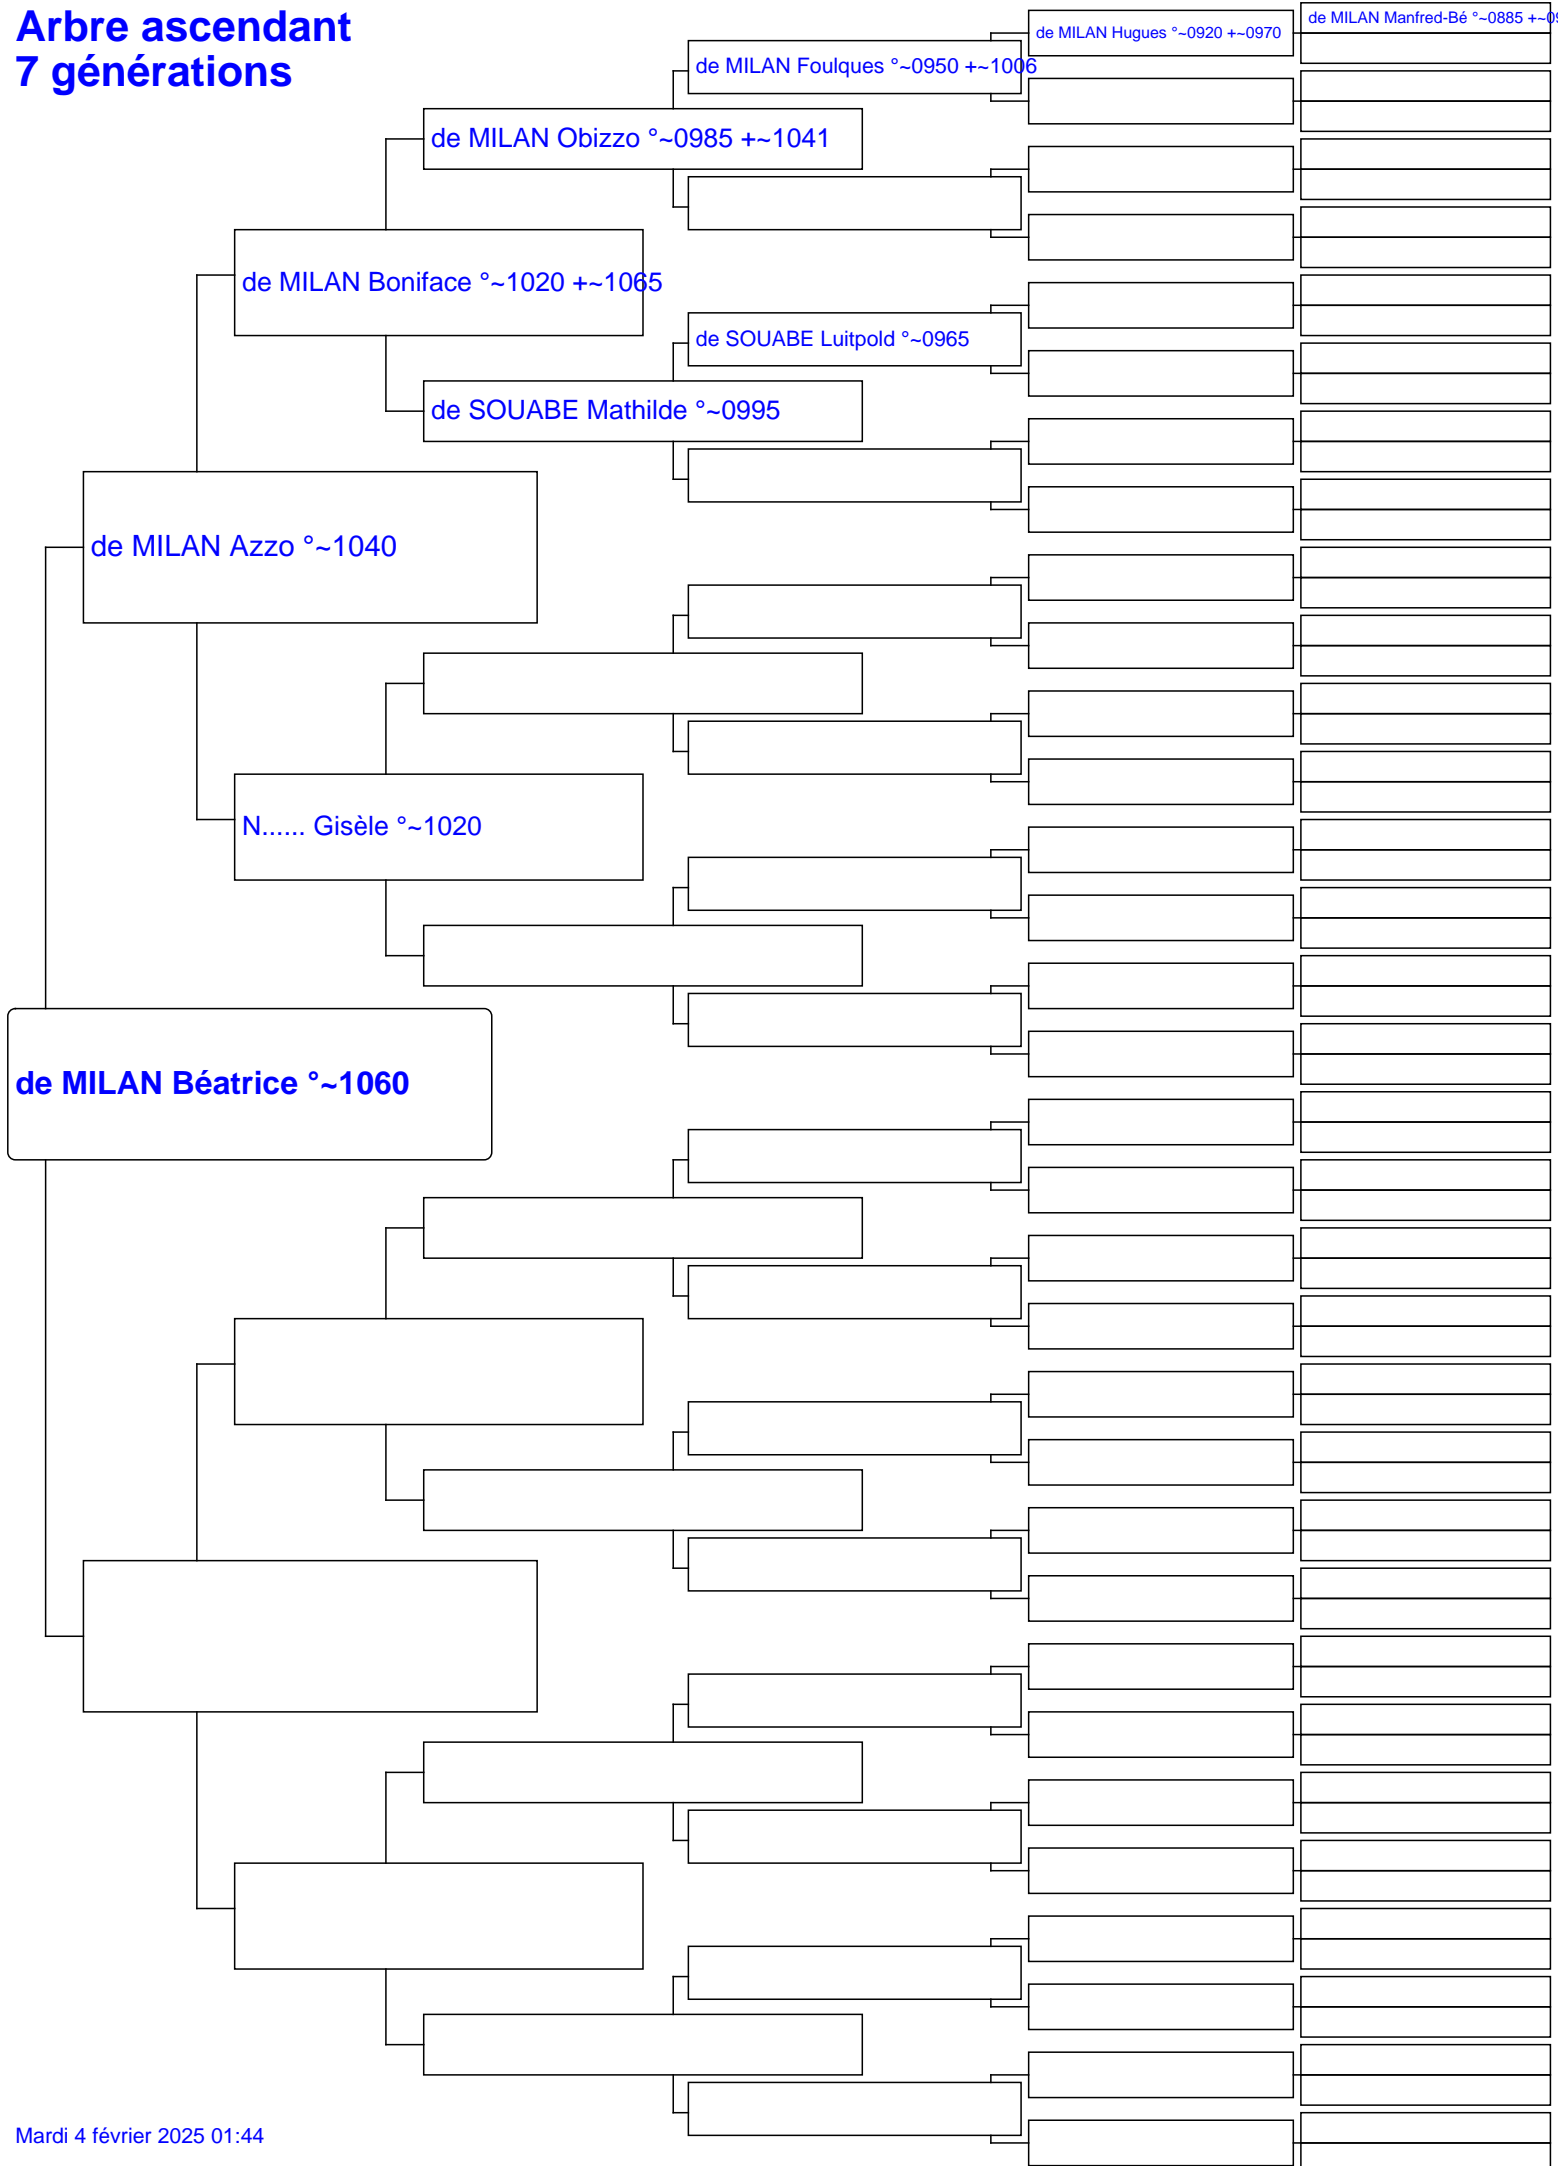 Arbre ascendant
7 générations
de MILAN Manfred-Bé °~0885 +~09
de MILAN Hugues °~0920 +~0970
de MILAN Foulques °~0950 +~1006
de MILAN Obizzo °~0985 +~1041
de MILAN Boniface °~1020 +~1065
de SOUABE Luitpold °~0965
de SOUABE Mathilde °~0995
de MILAN Azzo °~1040
N...... Gisèle °~1020
de MILAN Béatrice °~1060
Mardi 4 février 2025 01:44